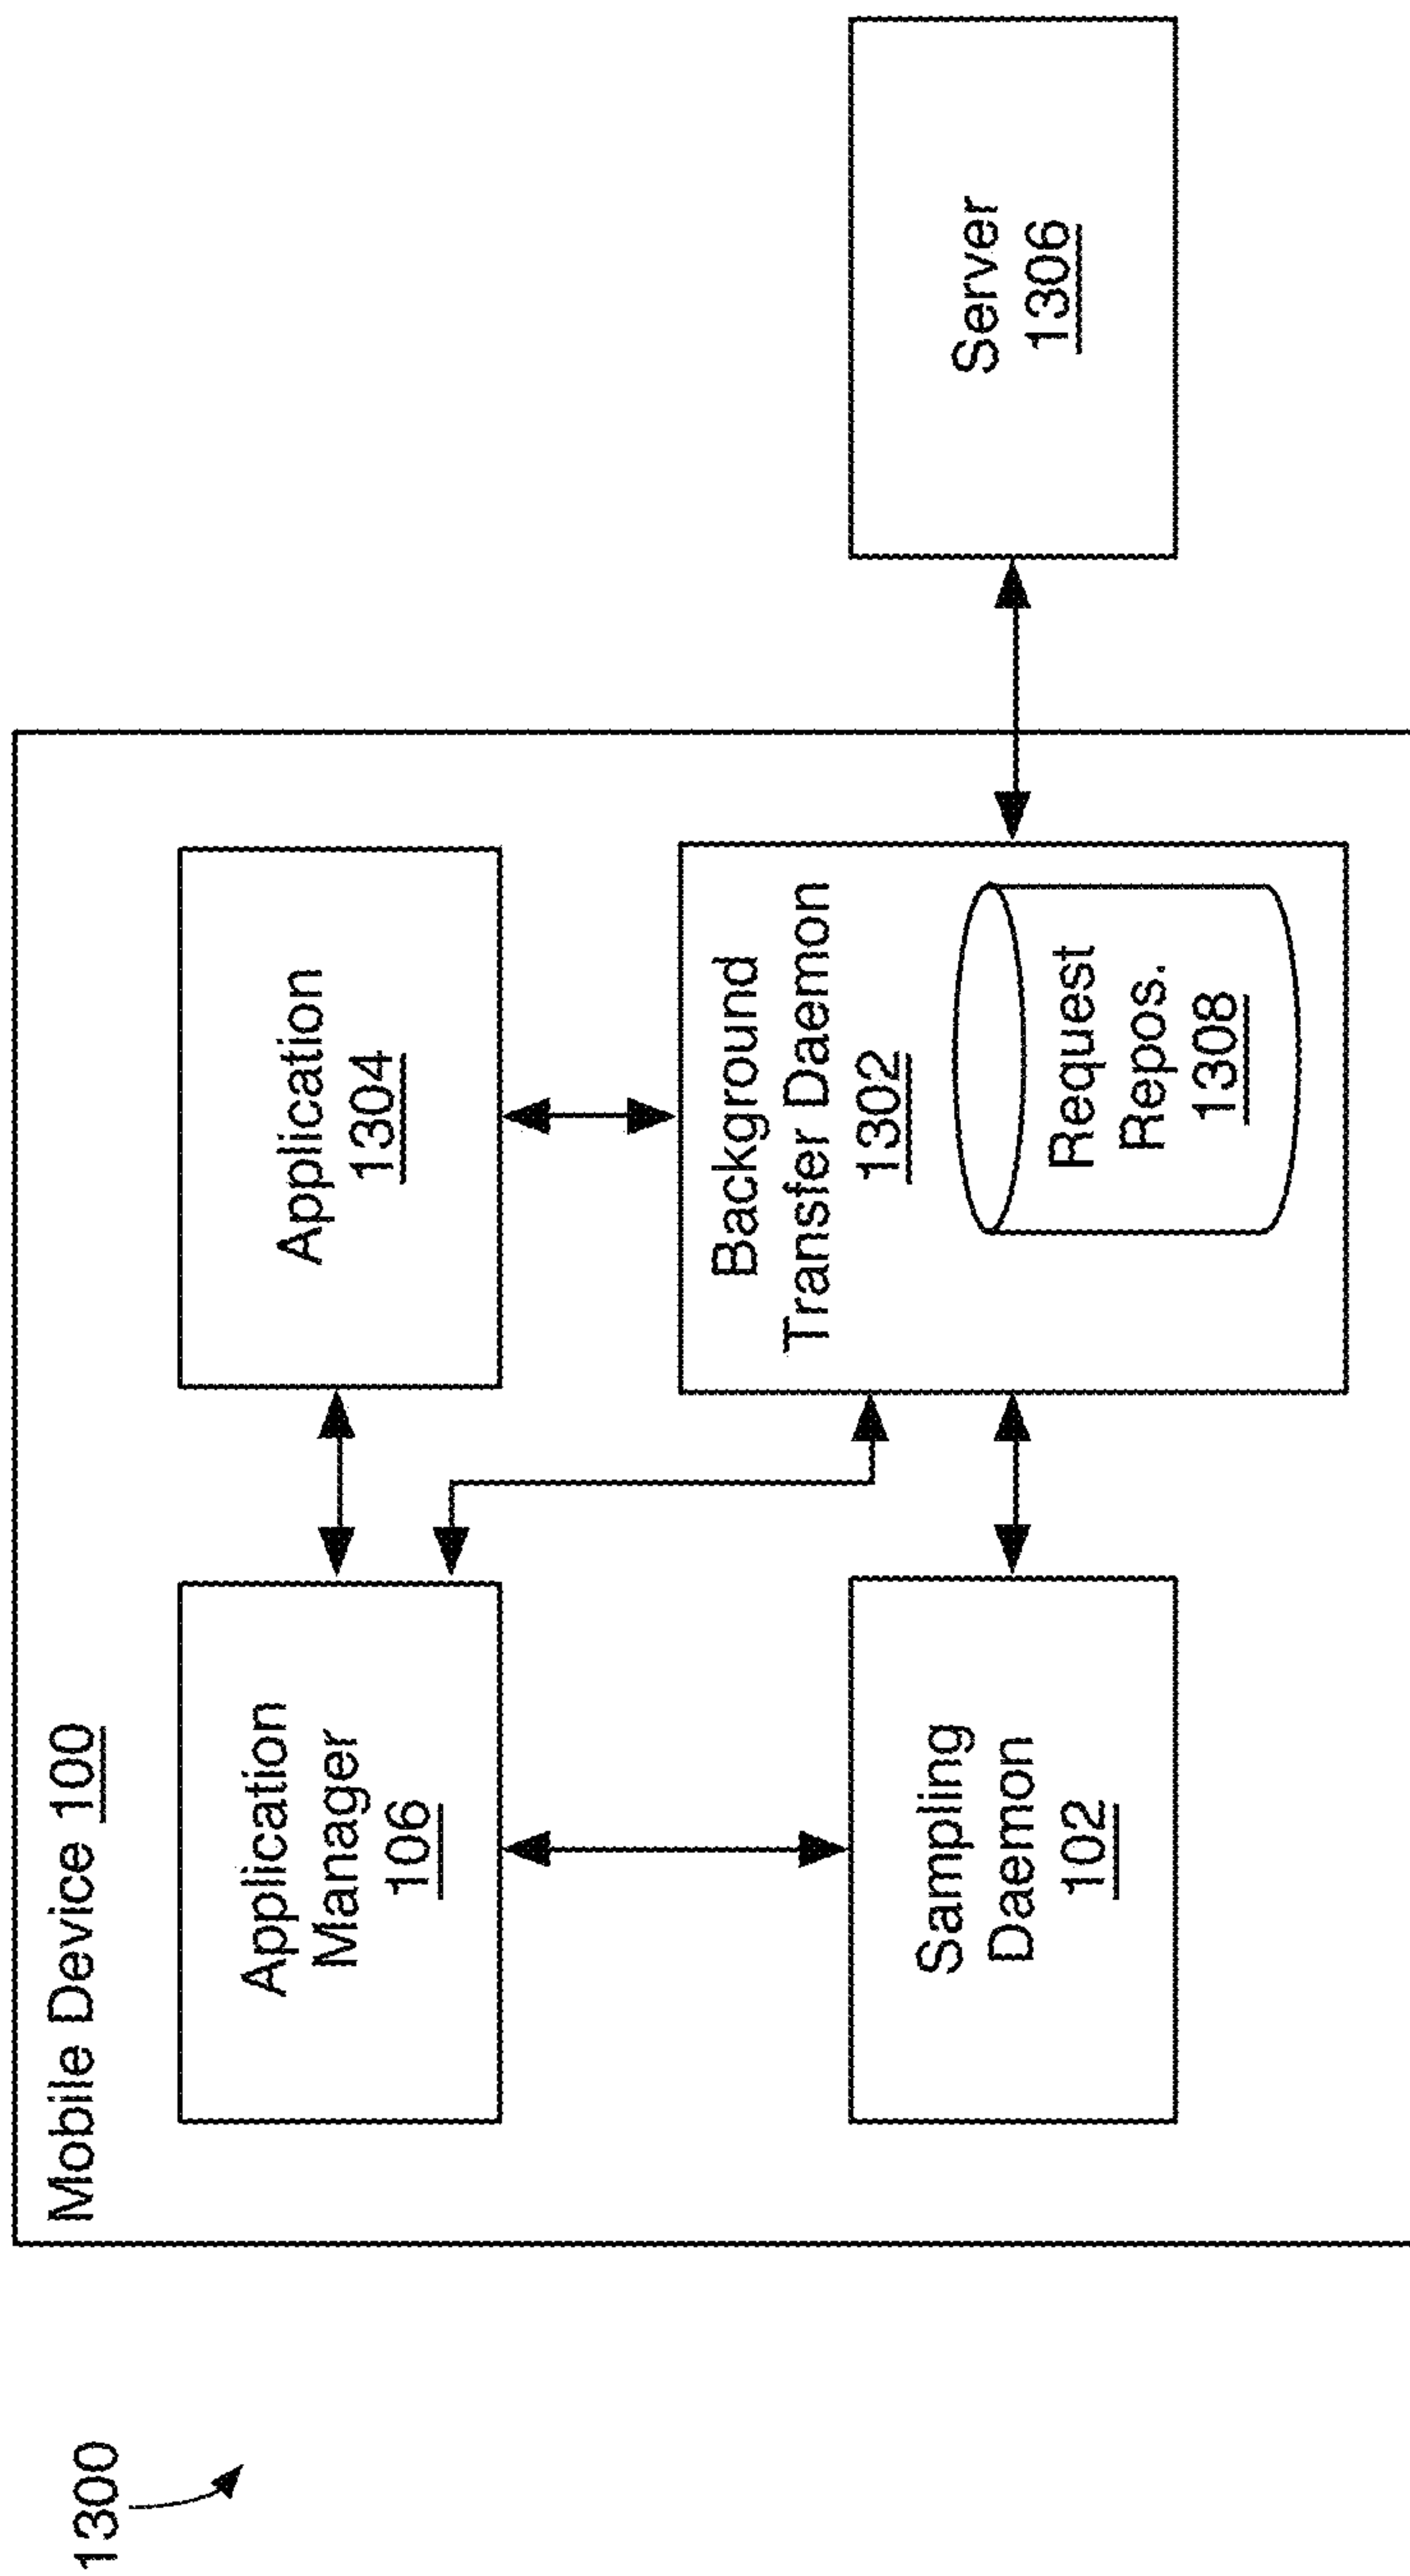 1300
Mobile Device 100
Application
Manager
106
Application
1304
Sampling
Daemon
102
Background
Transfer Daemon
1302
Request
Repos.
1308
Server
1306